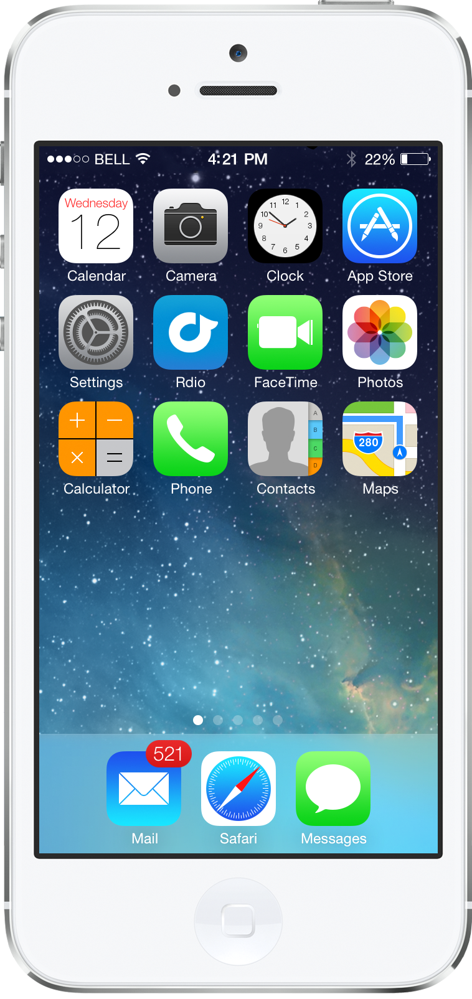 BELL 4:21 PM 22%
Wednesday
12
11 12 1
10 2
9 3
8 4
7 6 5
Calendar Camera Clock App Store
Settings Rdio FaceTime Photos
A
B
C
D
280
Calculator Phone Contacts Maps
521
Mail Safari Messages